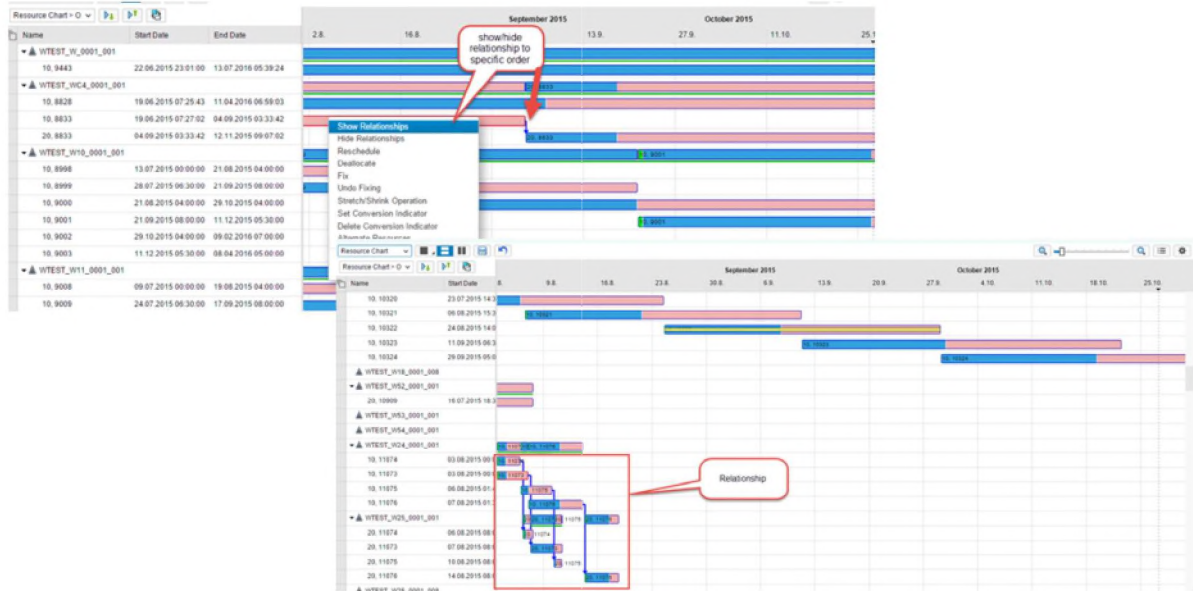 Resource Chart > O
September 2015
October 2015
Name Start Date End Date
2.8. 16.8. 13.9. 27.9. 11.10. 25.1
show/hide
relationship to
specific order
WTEST_W_0001_001
10, 9443 22.06.2015 23:01:00 13.07.2016 05:39:24
WTEST_WC4_0001_001
10, 8828 19.06.2015 07:25:43 11.04.2016 06:59:03
10, 8833 19.06.2015 07:27:02 04.09.2015 03:33:42
20, 8833 04.09.2015 03:33:42 12.11.2015 09:07:02
20, 8833
WTEST_W10_0001_001
10, 9001
10, 8998 13.07.2015 00:00:00 21.08.2015 04:00:00
10, 8999 28.07.2015 06:30:00 21.09.2015 08:00:00
10, 9000 21.08.2015 04:00:00 29.10.2015 04:00:00
10, 9001 21.09.2015 08:00:00 11.12.2015 05:30:00
10, 9001
10, 9002 29.10.2015 04:00:00 09.02.2016 07:00:00
10, 9003 11.12.2015 05:30:00 08.04.2016 05:00:00
WTEST_W11_0001_001
10, 9008 09.07.2015 00:00:00 19.08.2015 04:00:00
10, 9009 24.07.2015 06:30:00 17.09.2015 08:00:00
Show Relationships
Hide Relationships
Reschedule
Deallocate
Fix
Undo Fixing
Stretch/Shrink Operation
Set Conversion Indicator
Delete Conversion Indicator
Alternate Resources
Resource Chart
Resource Chart > O
September 2015
October 2015
Name Start Date
9.8. 16.8. 23.8. 30.8. 6.9. 13.9. 20.9. 27.9. 4.10. 11.10. 18.10. 25.10.
10, 10320 23.07.2015 14:3
10, 10321 06.08.2015 15:3
10, 10321
10, 10322 24.08.2015 14:0
10, 10323 11.09.2015 06:3
10, 10323
10, 10324 29.09.2015 05:0
10, 10324
WTEST_W18_0001_008
WTEST_W52_0001_001
20, 10909 16.07.2015 18:3
WTEST_W53_0001_001
WTEST_W54_0001_001
WTEST_W24_0001_001
10, 11074 03.08.2015 00:
10, 11073 03.08.2015 00:
10, 11075 06.08.2015 01:
10, 11076 07.08.2015 01:
WTEST_W25_0001_001
20, 11074 06.08.2015 08:
11074
20, 11073 07.08.2015 08:
20, 11075 10.08.2015 08:
11075
20, 11076 14.08.2015 08:
Relationship